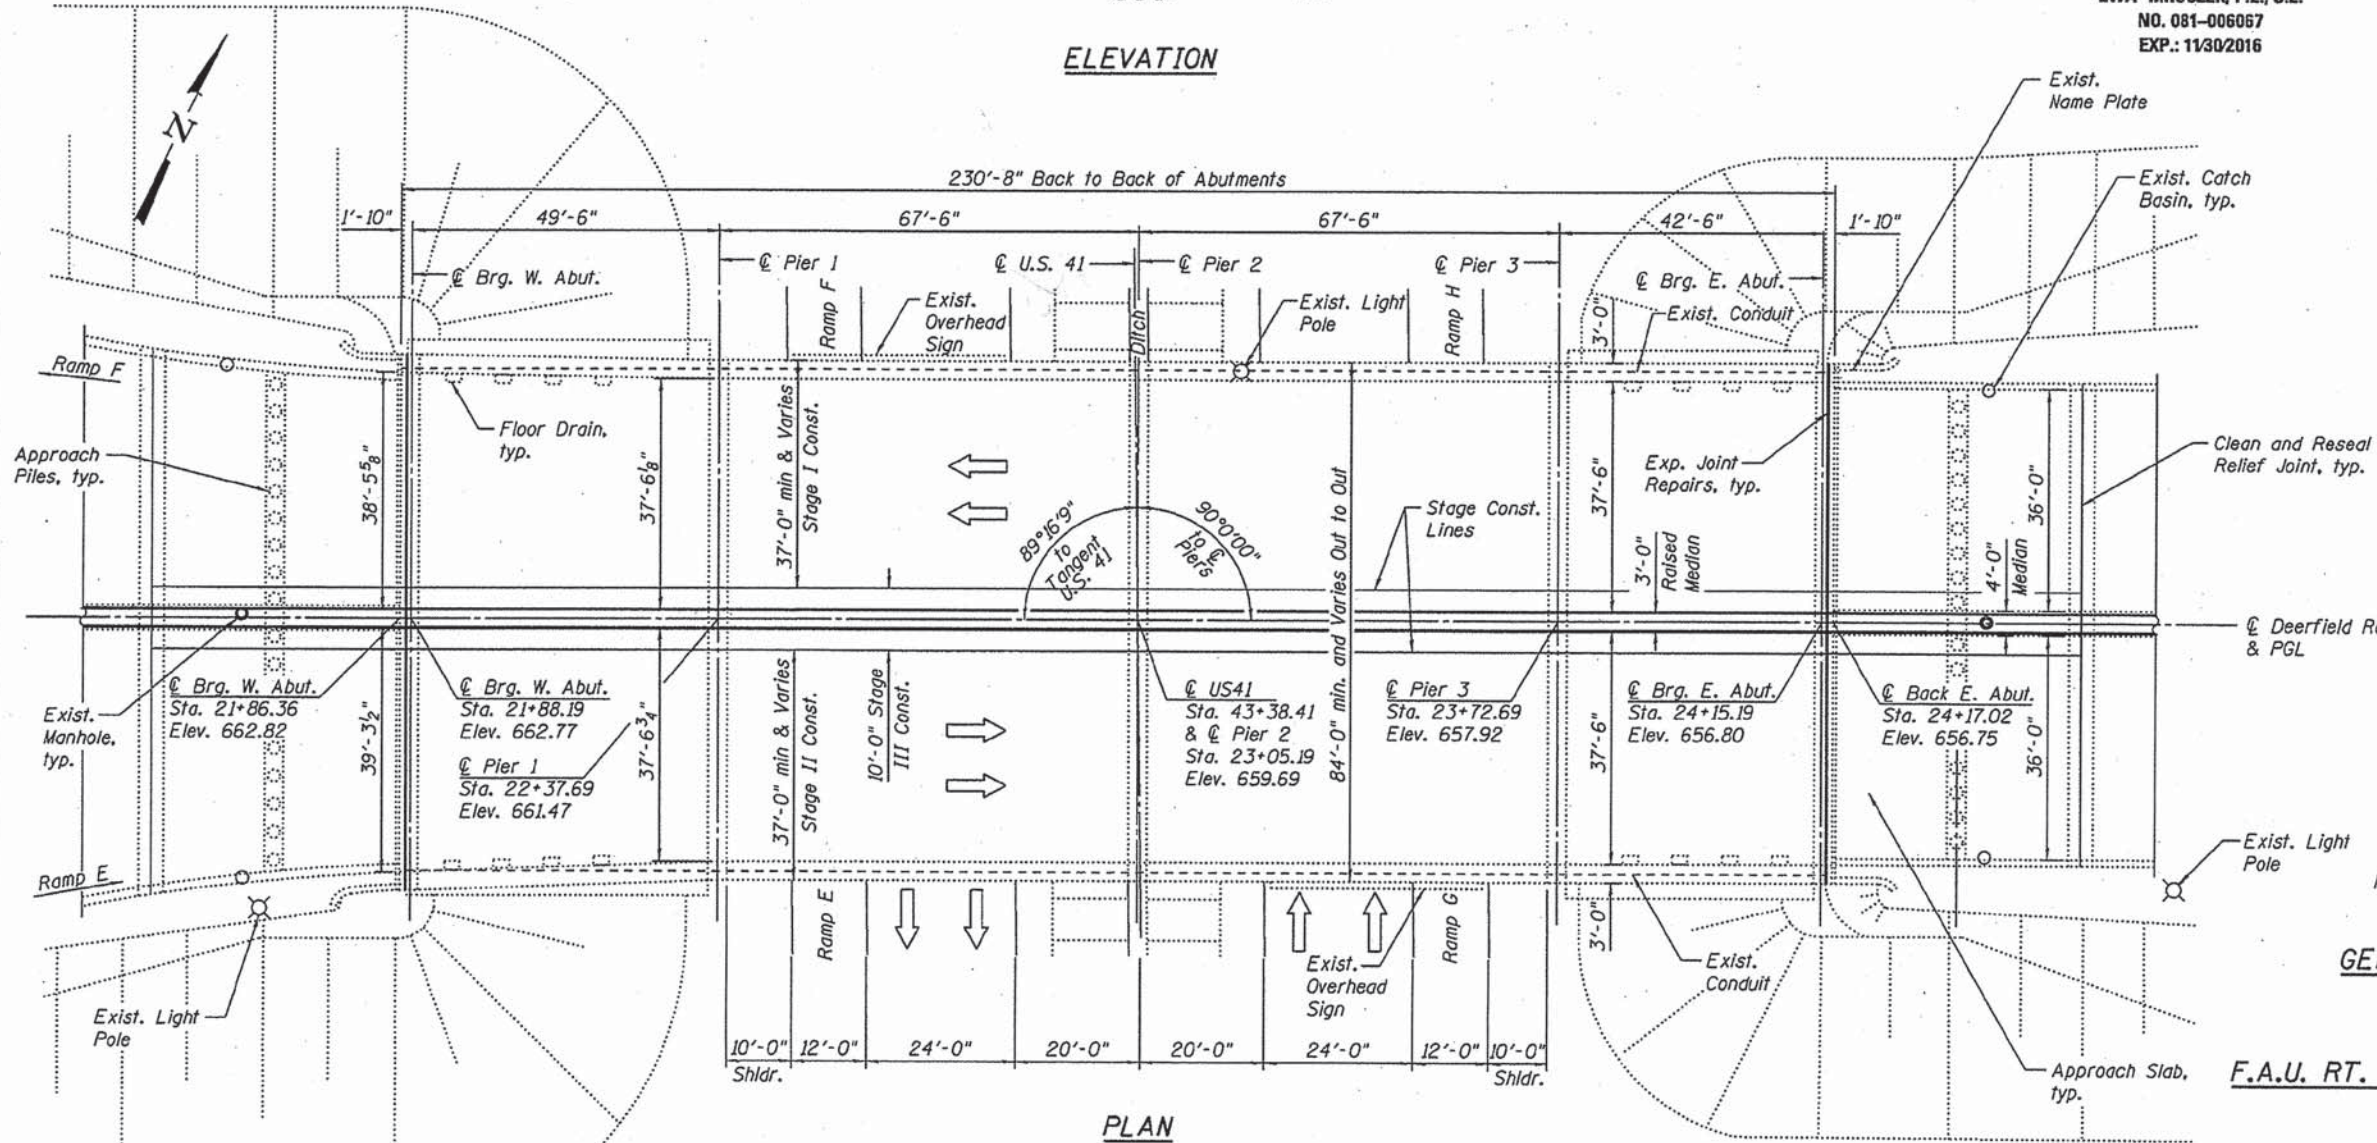 NO. 081-006067
EXP.: 11/30/2016
ELEVATION
Exist.
Name Plate
N
230'-8" Back to Back of Abutments
Exist. Catch
Basin, typ.
1'-10"
49'-6"
67'-6"
67'-6"
42'-6"
1'-10"
℄ Brg. W. Abut.
℄ Pier 1
℄ U.S. 41
℄ Pier 2
℄ Pier 3
℄ Brg. E. Abut.
Ramp F
Exist.
Overhead
Sign
Ditch
Exist. Light
Pole
Ramp H
Exist. Conduit
3'-0"
Ramp F
Floor Drain,
typ.
Approach
Piles, typ.
38'-5 5/8"
37'-6 1/8"
37'-0" min & Varies
Stage I Const.
89°16'9"
to
Tangent
U.S. 41
90°0'00"
to ℄
Piers
84'-0" min. and Varies Out to Out
Stage Const.
Lines
37'-6"
Exp. Joint
Repairs, typ.
3'-0"
Raised
Median
36'-0"
4'-0"
Median
Clean and Reseal
Relief Joint, typ.
℄ Deerfield
& PGL
Exist.
Manhole,
typ.
℄ Brg. W. Abut.
Sta. 21+86.36
Elev. 662.82
℄ Brg. W. Abut.
Sta. 21+88.19
Elev. 662.77
℄ Pier 1
Sta. 22+37.69
Elev. 661.47
39'-3 1/2"
37'-6 3/4"
37'-0" min & Varies
Stage II Const.
10'-0" Stage
III Const.
℄ US41
Sta. 43+38.41
& ℄ Pier 2
Sta. 23+05.19
Elev. 659.69
℄ Pier 3
Sta. 23+72.69
Elev. 657.92
37'-6"
℄ Brg. E. Abut.
Sta. 24+15.19
Elev. 656.80
℄ Back E. Abut.
Sta. 24+17.02
Elev. 656.75
36'-0"
Exist. Light
Pole
Ramp E
Ramp E
Ramp G
3'-0"
Exist.
Overhead
Sign
Exist.
Conduit
Exist. Light
Pole
10'-0"
12'-0"
24'-0"
20'-0"
20'-0"
24'-0"
12'-0"
10'-0"
Shldr.
Shldr.
Approach Slab,
typ.
F.A.U. RT.
PLAN